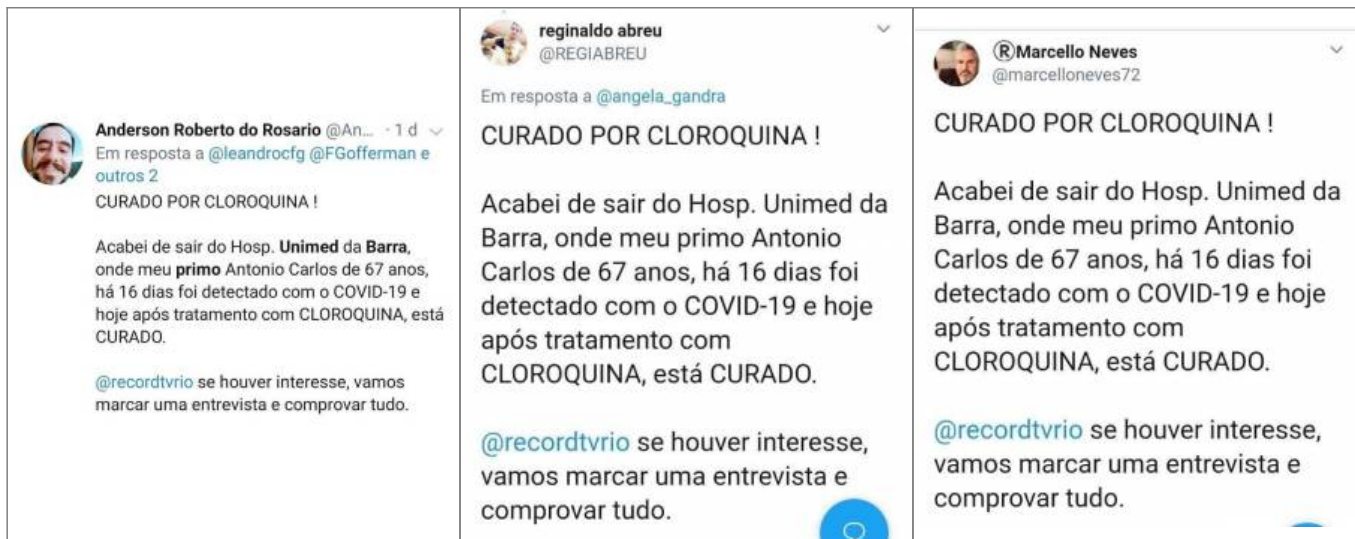 Anderson Roberto do Rosario @An... · 1 d
Em resposta a @leandrocfg @FGofferman e
outros 2
CURADO POR CLOROQUINA !
Acabei de sair do Hosp. Unimed da Barra,
onde meu primo Antonio Carlos de 67 anos,
há 16 dias foi detectado com o COVID-19 e
hoje após tratamento com CLOROQUINA, está
CURADO.
@recordtvrio se houver interesse, vamos
marcar uma entrevista e comprovar tudo.
reginaldo abreu
@REGIABREU
Em resposta a @angela_gandra
CURADO POR CLOROQUINA !
Acabei de sair do Hosp. Unimed da
Barra, onde meu primo Antonio
Carlos de 67 anos, há 16 dias foi
detectado com o COVID-19 e hoje
após tratamento com
CLOROQUINA, está CURADO.
@recordtvrio se houver interesse,
vamos marcar uma entrevista e
comprovar tudo.
®Marcello Neves
@marcelloneves72
CURADO POR CLOROQUINA !
Acabei de sair do Hosp. Unimed da
Barra, onde meu primo Antonio
Carlos de 67 anos, há 16 dias foi
detectado com o COVID-19 e hoje
após tratamento com
CLOROQUINA, está CURADO.
@recordtvrio se houver interesse,
vamos marcar uma entrevista e
comprovar tudo.